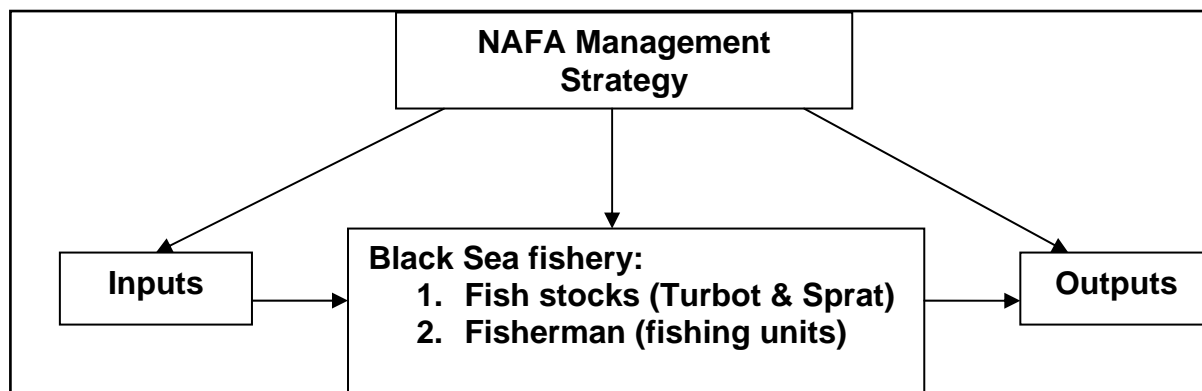 NAFA Management
Strategy
Inputs
Black Sea fishery:
1. Fish stocks (Turbot & Sprat)
2. Fisherman (fishing units)
Outputs